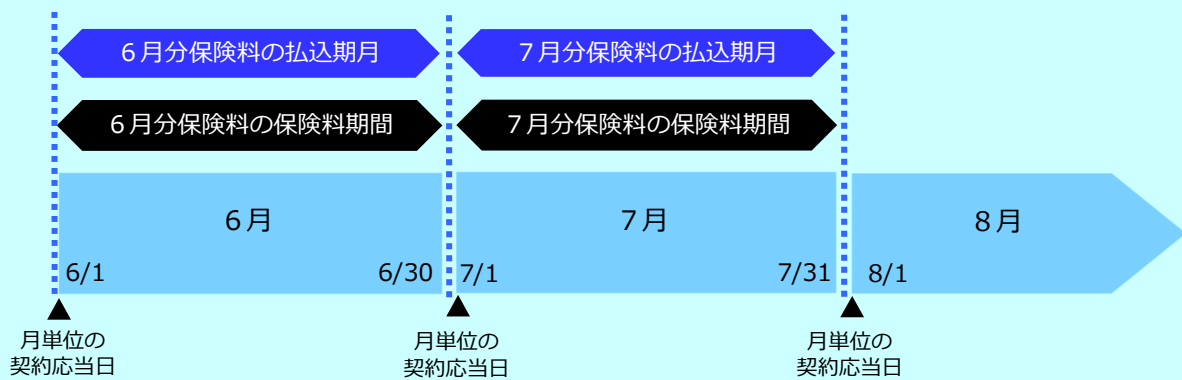 ６月分保険料の払込期月
７月分保険料の払込期月
６月分保険料の保険料期間
７月分保険料の保険料期間
６月
７月
８月
6/1
6/30
7/1
7/31
8/1
月単位の
契約応当日
月単位の
契約応当日
月単位の
契約応当日